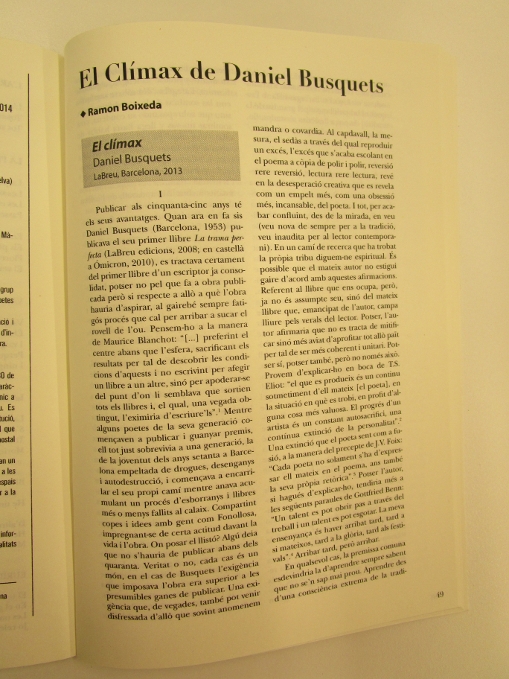 El Clímax de Daniel Busquets
◆ Ramon Boixeda
El clímax
Daniel Busquets
LaBreu, Barcelona, 2013
I
Publicar als cinquanta-cinc anys té
els seus avantatges. Quan ara en fa sis
Daniel Busquets (Barcelona, 1953) pu-
blicava el seu primer llibre La trama per-
fecta (LaBreu edicions, 2008; en castellà
a Òmicron, 2010), es tractava certament
del primer llibre d'un escriptor ja conso-
lidat, potser no pel que fa a obra publi-
cada però sí respecte a allò a què l'obra
hauria d'aspirar, al gairebé sempre fati-
gós procés que cal per arribar a sucar el
rovell de l'ou. Pensem-ho a la manera
de Maurice Blanchot: "[...] preferint el
centre abans que l'esfera, sacrificant els
resultats per tal de descobrir les condi-
cions d'aquests i no escrivint per afegir
un llibre a un altre, sinó per apoderar-se
del punt d'on li semblava que sortien
tots els llibres i, el qual, una vegada ob-
tingut, l'eximiria d'escriure'ls".¹ Mentre
alguns poetes de la seva generació co-
mençaven a publicar i guanyar premis,
ell tot just sobrevivia a una generació, la
de la joventut dels anys setanta a Barce-
lona empeltada de drogues, desenganys
i autodestrucció, i començava a encarri-
lar el seu propi camí mentre anava acu-
mulant un procés d'esborranys i llibres
més o menys fallits al calaix. Compartint
copes i idees amb gent com Fonollosa,
impregnant-se de certa actitud davant la
vida i l'obra. On posar el llistó? Algú deia
que no s'hauria de publicar abans dels
quaranta. Veritat o no, cada cas és un
món, en el cas de Busquets l'exigència
que imposava l'obra era superior a les
presumibles ganes de publicar. Una exi-
gència que, de vegades, també pot venir
disfressada d'allò que sovint anomenem
mandra o covardia. Al capdavall, la me-
sura, el sedàs a través del qual reproduir
un excés, l'excés que s'acaba escolant en
el poema a còpia de polir i polir, reversió
rere reversió, lectura rere lectura, revé
en la desesperació creativa que es revela
com un empelt més, com una obsessió
més, incansable, del poeta. I tot, per aca-
bar confluint, des de la mirada, en veu
(veu nova de sempre per a la tradició,
veu inaudita per al lector contempora-
ni). En un camí de recerca que ha trobat
la pròpia tribu diguem-ne espiritual. És
possible que el mateix autor no estigui
gaire d'acord amb aquestes afirmacions.
Referent al llibre que ens ocupa, però,
ja no és assumpte seu, sinó del mateix
llibre que, emancipat de l'autor, campa
lliure pels verals del lector. Potser, l'au-
tor afirmaria que no es tracta de mitifi-
car sinó més aviat d'aprofitar tot allò pait
per tal de ser més coherent i unitari. Pot-
ser sí, potser també, però no només això.
Provem d'explicar-ho en boca de T.S.
Eliot: "el que es produeix és un continu
sotmetiment d'ell mateix [el poeta], en
la situació en què es trobi, en profit d'al-
guna cosa més valuosa. El progrés d'un
artista és un constant autosacrifici, una
contínua extinció de la personalitat".²
Una extinció que el poeta sent com a fu-
sió, a la manera del precepte de J.V. Foix:
"Cada poeta no solament s'ha d'expres-
sar ell mateix en el poema, ans també
la seva pròpia retòrica".³ Potser l'autor,
si hagués d'explicar-ho, tendiria més a
les següents paraules de Gottfried Benn:
"Un talent es pot obrir pas a través del
treball i un talent es pot esgotar. La meva
ensenyança és haver arribat tard, tard a
si mateixos, tard a la glòria, tard als festi-
vals".⁴ Arribar tard, però arribar.
En qualsevol cas, la premissa comuna
esdevindria la d'aprendre sempre sabent
que no se'n sap mai prou. Aprendre des
d'una consciència extrema de la tradi-
49